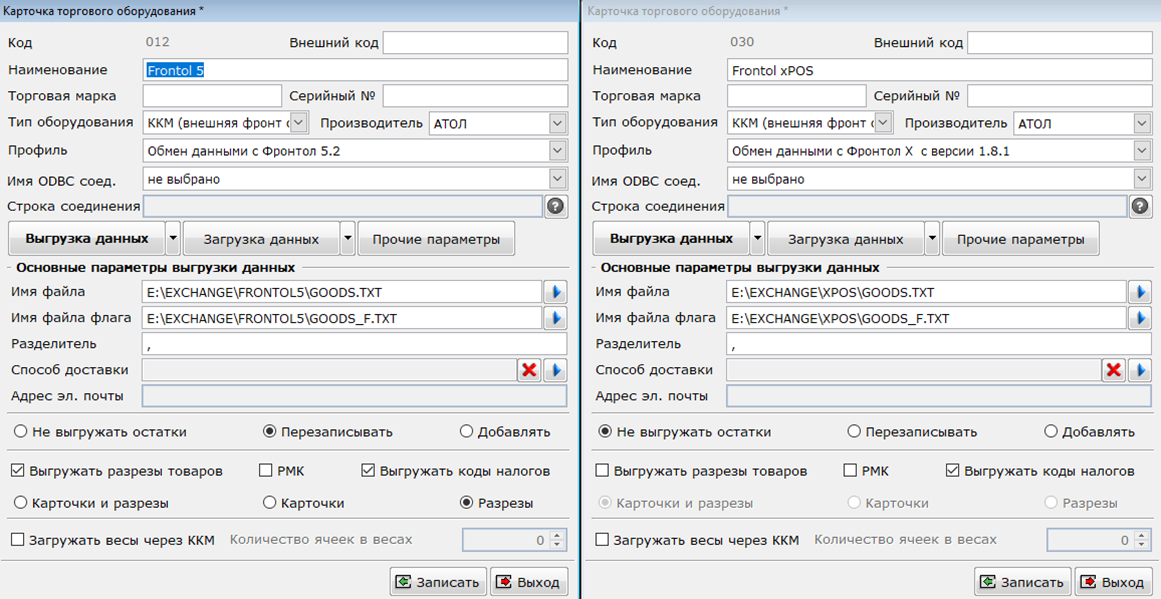 Карточка торгового оборудования *
Код 012 Внешний код
Наименование Frontol 5
Торговая марка Серийный №
Тип оборудования ККМ (внешняя фронт с Производитель АТОЛ
Профиль Обмен данными с Фронтол 5.2
Имя ODBC соед. не выбрано
Строка соединения ?
Выгрузка данных Загрузка данных Прочие параметры
Основные параметры выгрузки данных
Имя файла E:\EXCHANGE\FRONTOL5\GOODS.TXT
Имя файла флага E:\EXCHANGE\FRONTOL5\GOODS_F.TXT
Разделитель ,
Способ доставки
Адрес эл. почты
Не выгружать остатки Перезаписывать Добавлять
Выгружать разрезы товаров РМК Выгружать коды налогов
Карточки и разрезы Карточки Разрезы
Загружать весы через ККМ Количество ячеек в весах 0
Записать Выход
Карточка торгового оборудования *
Код 030 Внешний код
Наименование Frontol xPOS
Торговая марка Серийный №
Тип оборудования ККМ (внешняя фронт с Производитель АТОЛ
Профиль Обмен данными с Фронтол X с версии 1.8.1
Имя ODBC соед. не выбрано
Строка соединения ?
Выгрузка данных Загрузка данных Прочие параметры
Основные параметры выгрузки данных
Имя файла E:\EXCHANGE\XPOS\GOODS.TXT
Имя файла флага E:\EXCHANGE\XPOS\GOODS_F.TXT
Разделитель ,
Способ доставки
Адрес эл. почты
Не выгружать остатки Перезаписывать Добавлять
Выгружать разрезы товаров РМК Выгружать коды налогов
Карточки и разрезы Карточки Разрезы
Загружать весы через ККМ Количество ячеек в весах 0
Записать Выход